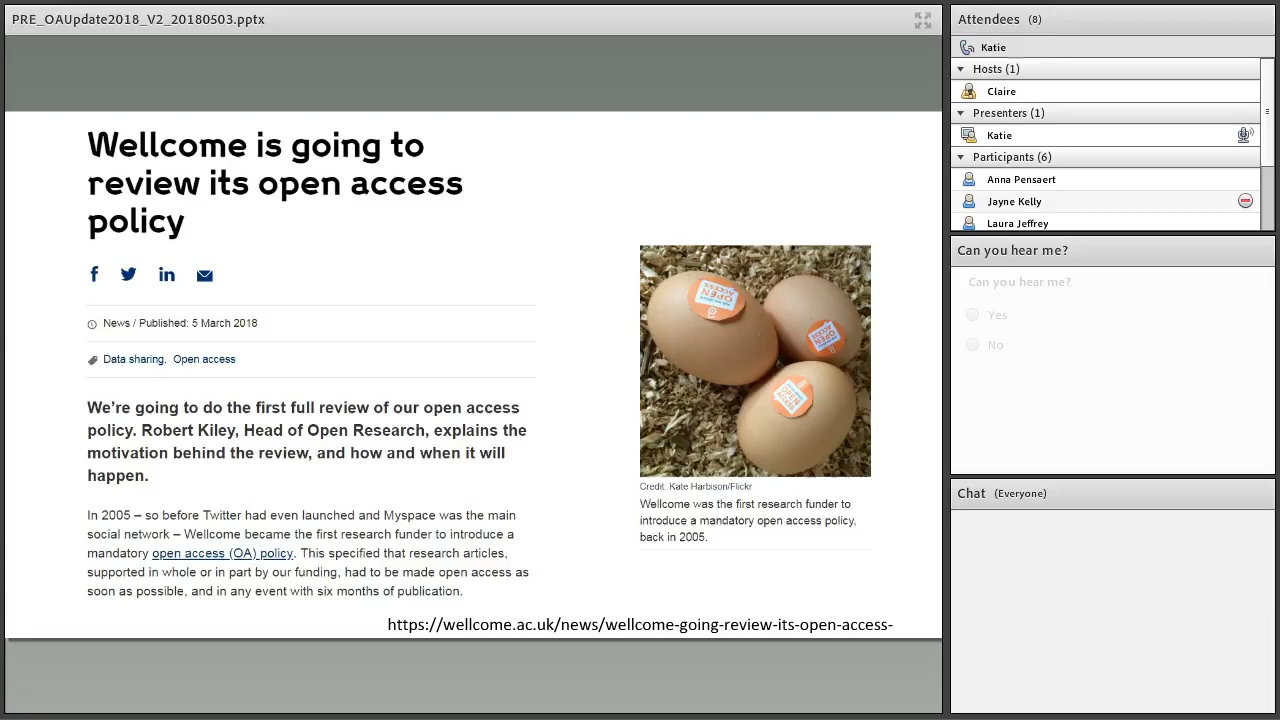 PRE_OAUpdate2018_V2_20180503.pptx
Wellcome is going to
review its open access
policy
News / Published: 5 March 2018
Data sharing, Open access
We're going to do the first full review of our open access
policy. Robert Kiley, Head of Open Research, explains the
motivation behind the review, and how and when it will
happen.
In 2005 – so before Twitter had even launched and Myspace was the main
social network – Wellcome became the first research funder to introduce a
mandatory open access (OA) policy. This specified that research articles,
supported in whole or in part by our funding, had to be made open access as
soon as possible, and in any event with six months of publication.
OPEN
ACCESS
OPEN
ACCESS
OPEN
ACCESS
Credit: Kate Harbison/Flickr
Wellcome was the first research funder to
introduce a mandatory open access policy,
back in 2005.
https://wellcome.ac.uk/news/wellcome-going-review-its-open-access-
Attendees (8)
Katie
Hosts (1)
Claire
Presenters (1)
Katie
Participants (6)
Anna Pensaert
Jayne Kelly
Laura Jeffrey
Can you hear me?
Can you hear me?
Yes
No
Chat (Everyone)